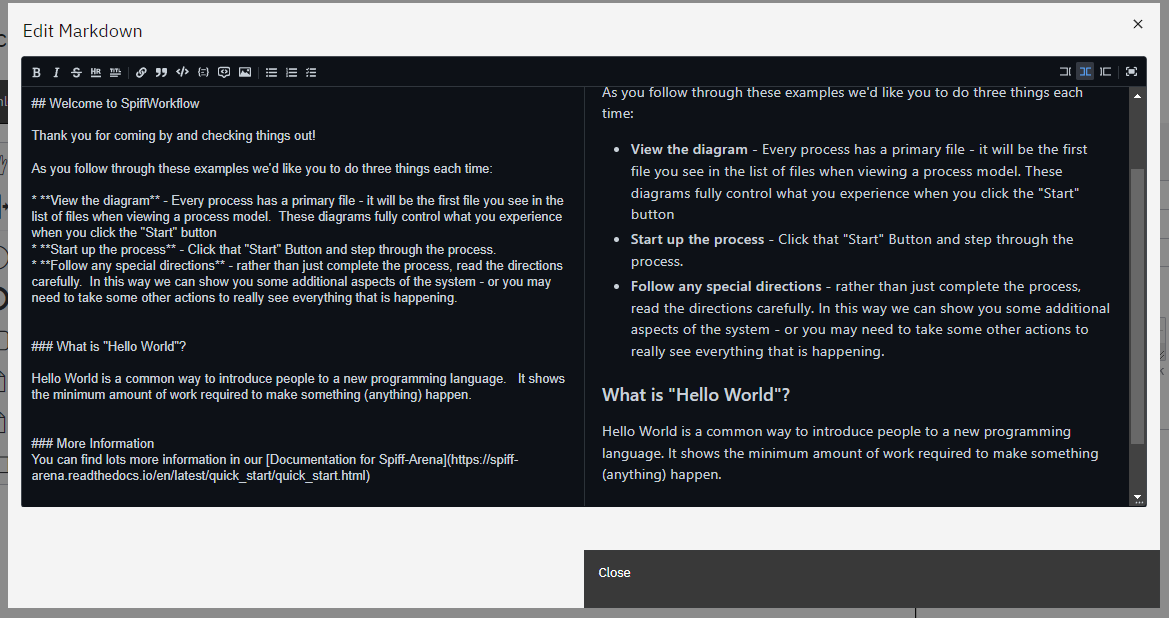 Edit Markdown
## Welcome to SpiffWorkflow
Thank you for coming by and checking things out!
As you follow through these examples we'd like you to do three things each time:
* **View the diagram** - Every process has a primary file - it will be the first file you see in the
list of files when viewing a process model.  These diagrams fully control what you experience
when you click the "Start" button
* **Start up the process** - Click that "Start" Button and step through the process.
* **Follow any special directions** - rather than just complete the process, read the directions
carefully.  In this way we can show you some additional aspects of the system - or you may
need to take some other actions to really see everything that is happening.
### What is "Hello World"?
Hello World is a common way to introduce people to a new programming language.   It shows
the minimum amount of work required to make something (anything) happen.
### More Information
You can find lots more information in our [Documentation for Spiff-Arena](https://spiff-
arena.readthedocs.io/en/latest/quick_start/quick_start.html)
As you follow through these examples we'd like you to do three things each
time:
• View the diagram - Every process has a primary file - it will be the first
file you see in the list of files when viewing a process model. These
diagrams fully control what you experience when you click the "Start"
button
• Start up the process - Click that "Start" Button and step through the
process.
• Follow any special directions - rather than just complete the process,
read the directions carefully. In this way we can show you some additional
aspects of the system - or you may need to take some other actions to
really see everything that is happening.
What is "Hello World"?
Hello World is a common way to introduce people to a new programming
language. It shows the minimum amount of work required to make something
(anything) happen.
Close